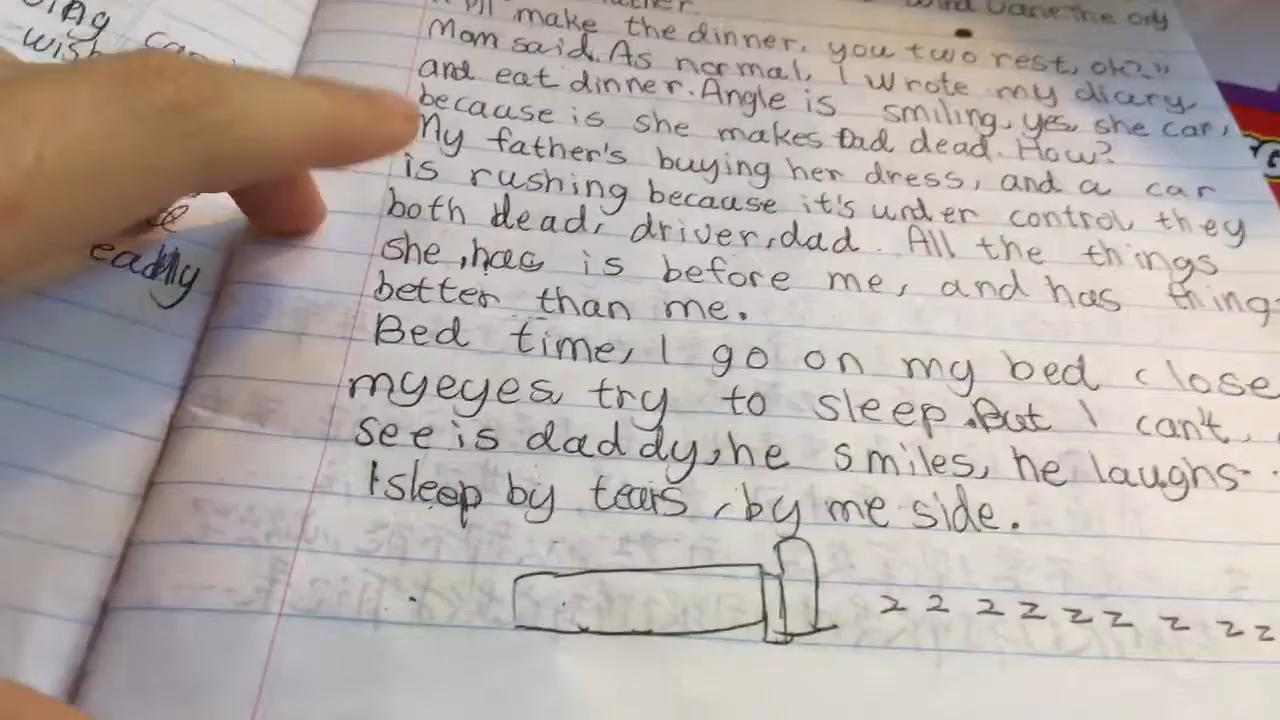 make the dinner, you two rest, ok?"
Mom said. As normal, I wrote my diary
and eat dinner. Angle is smiling, yes, she can,
because is she makes Dad dead. How?
My father's buying her dress, and a car
is rushing because it's under control, they
both dead, driver, dad. All the things
she, has is before me, and has thing
better than me.
Bed time, I go on my bed close
my eyes, try to sleep. But I can't,
see is daddy, he smiles, he laughs
I sleep by tears, by me side.
z z z z z z z z z
wish
eadly